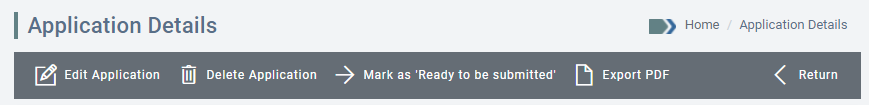 Application Details
Home / Application Details
Edit Application
Delete Application
Mark as 'Ready to be submitted'
Export PDF
Return